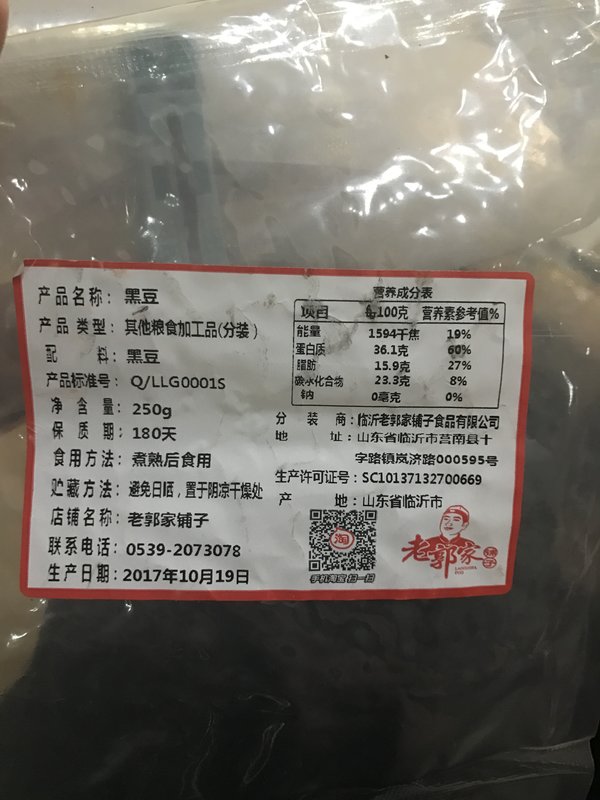 产品名称：黑豆
产品 类型：其他粮食加工品(分装)
配 料：黑豆
产品标准号：Q/LLG0001S
净 含 量：250g
保 质 期：180天
食用方法：煮熟后食用
贮藏方法：避免日晒，置于阴凉干燥处
店铺名称：老郭家铺子
联系电话：0539-2073078
生产日期：2017年10月19日
营养成分表
项目 每100克 营养素参考值%
能量 1594千焦 19%
蛋白质 36.1克 60%
脂肪 15.9克 27%
碳水化合物 23.3克 8%
钠 0毫克 0%
分 装 商：临沂老郭家铺子食品有限公司
地 址：山东省临沂市莒南县十
字路镇岚济路000595号
生产许可证号：SC10137132700669
产 地：山东省临沂市
淘
手机淘宝 扫一扫
老郭家 铺子